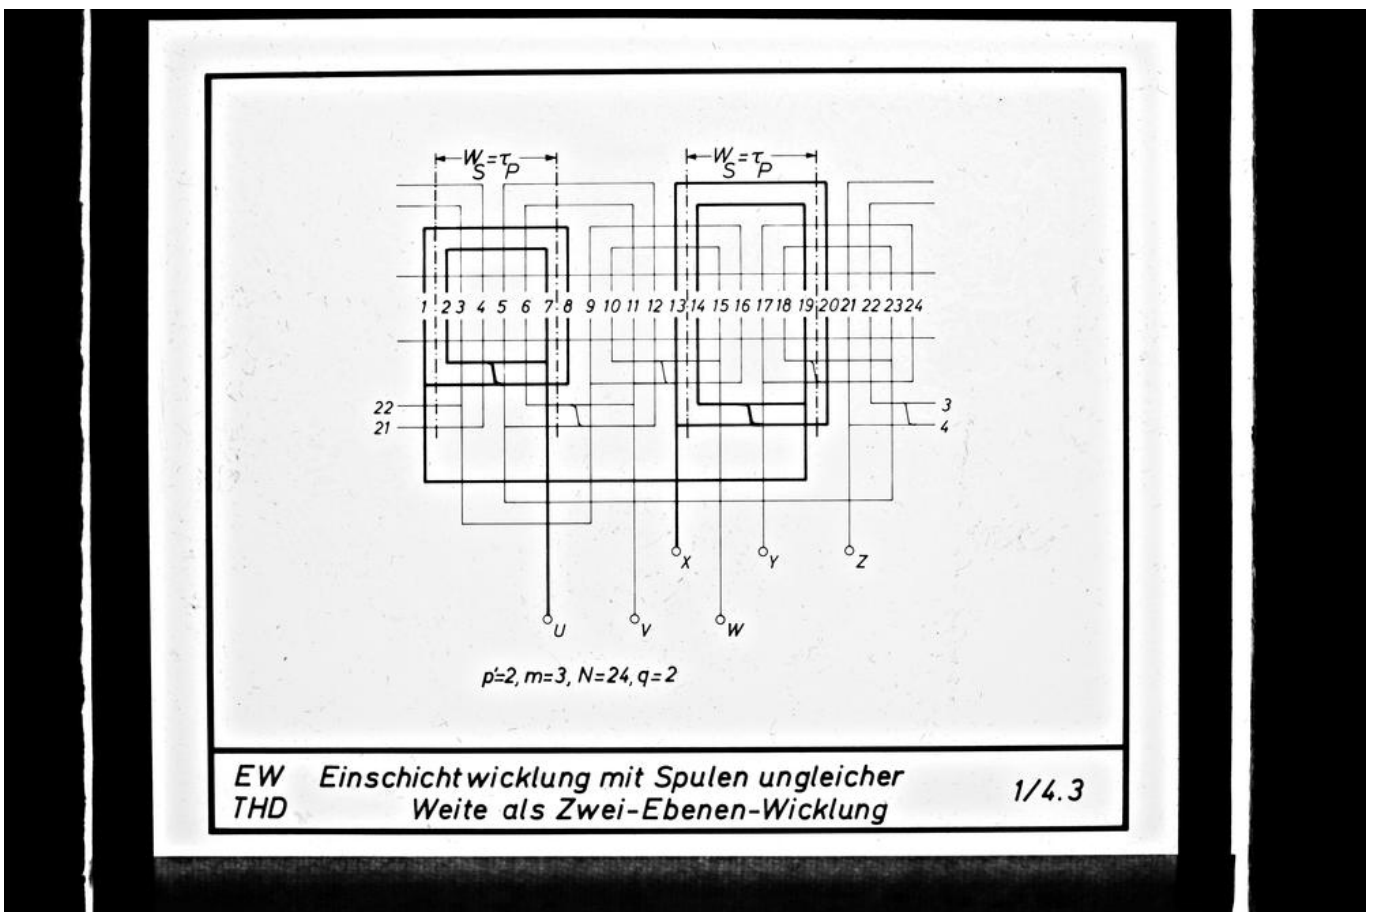 W_S=τ_P W_S=τ_P
1 2 3 4 5 6 7 8 9 10 11 12 13 14 15 16 17 18 19 20 21 22 23 24
22 3
21 4
X Y Z
U V W
p'=2, m=3, N=24, q=2
EW Einschichtwicklung mit Spulen ungleicher 1/4.3
THD Weite als Zwei-Ebenen-Wicklung